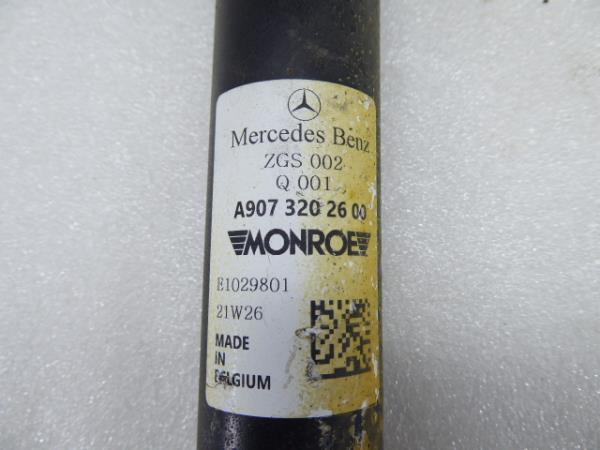 Mercedes Benz
ZGS 002
Q 001
A907 320 26 00
MONROE
E1029801
21W26
MADE
IN
BELGIUM